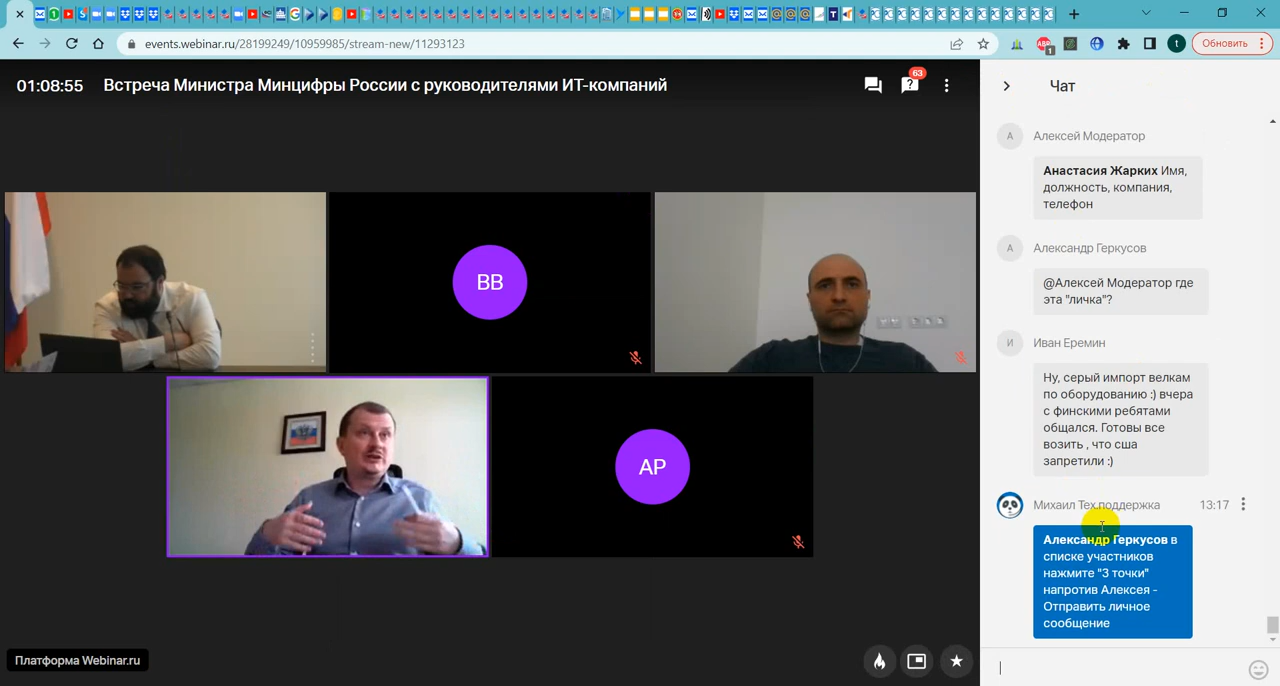 events.webinar.ru/28199249/10959985/stream-new/11293123
ABP
1
t
Обновить
01:08:55
Встреча Министра Минцифры России с руководителями ИТ-компаний
63
Чат
BB
AP
Платформа Webinar.ru
А
Алексей Модератор
Анастасия Жарких Имя,
должность, компания,
телефон
А
Александр Геркусов
@Алексей Модератор где
эта "личка"?
И
Иван Еремин
Ну, серый импорт велкам
по оборудованию :) вчера
с финскими ребятами
общался. Готовы все
возить , что сша
запретили :)
Михаил Тех.поддержка
13:17
Александр Геркусов в
списке участников
нажмите "3 точки"
напротив Алексея -
Отправить личное
сообщение